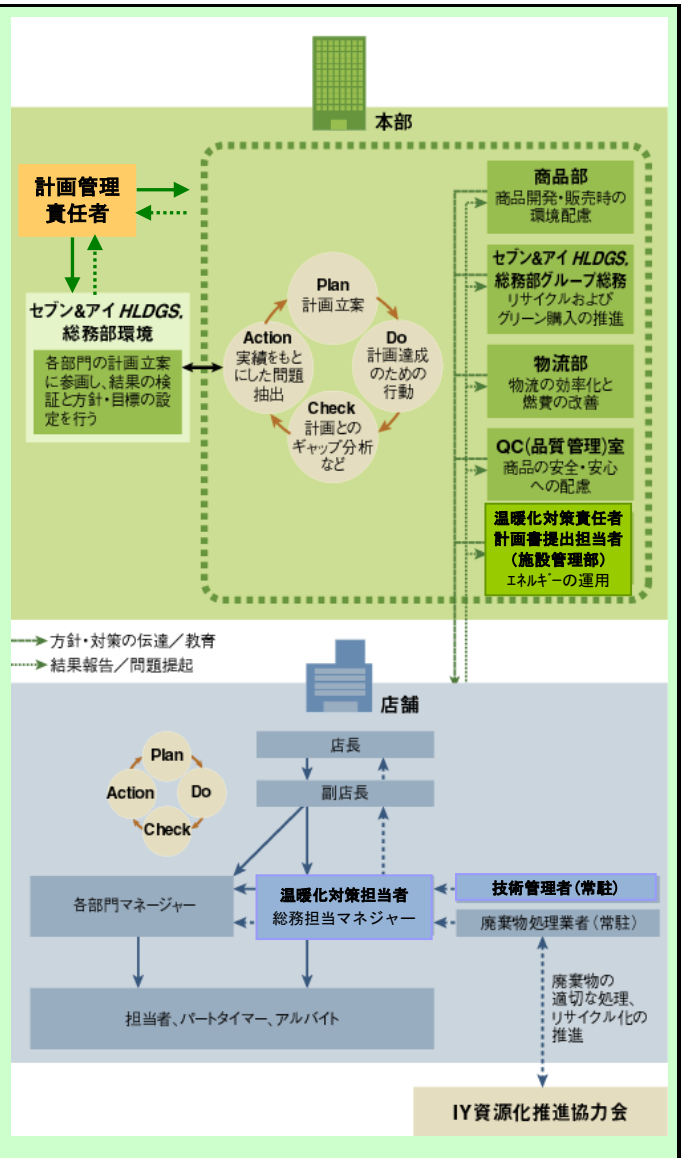 本部
計画管理
責任者
セブン&アイ HLDGS.
総務部環境
各部門の計画立案
に参画し、結果の検
証と方針・目標の設
定を行う
Plan
計画立案
Do
計画達成
のための
行動
Check
計画との
ギャップ分析
など
Action
実績をもと
にした問題
抽出
商品部
商品開発・販売時の
環境配慮
セブン&アイ HLDGS.
総務部グループ総務
リサイクルおよび
グリーン購入の推進
物流部
物流の効率化と
燃費の改善
QC(品質管理)室
商品の安全・安心
への配慮
温暖化対策責任者
計画書提出担当者
(施設管理部)
エネルギーの運用
方針・対策の伝達／教育
結果報告／問題提起
店舗
Plan
Do
Check
Action
店長
副店長
各部門マネージャー
温暖化対策担当者
総務担当マネジャー
技術管理者(常駐)
廃棄物処理業者(常駐)
担当者、パートタイマー、アルバイト
廃棄物の
適切な処理、
リサイクル化の
推進
IY資源化推進協力会